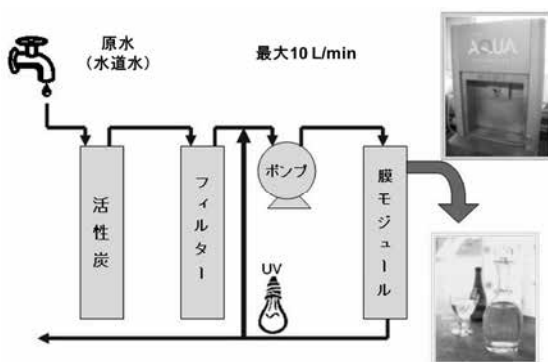 原水
(水道水)
最大10 L/min
AQUA
活性炭
フィルター
ポンプ
膜モジュール
UV